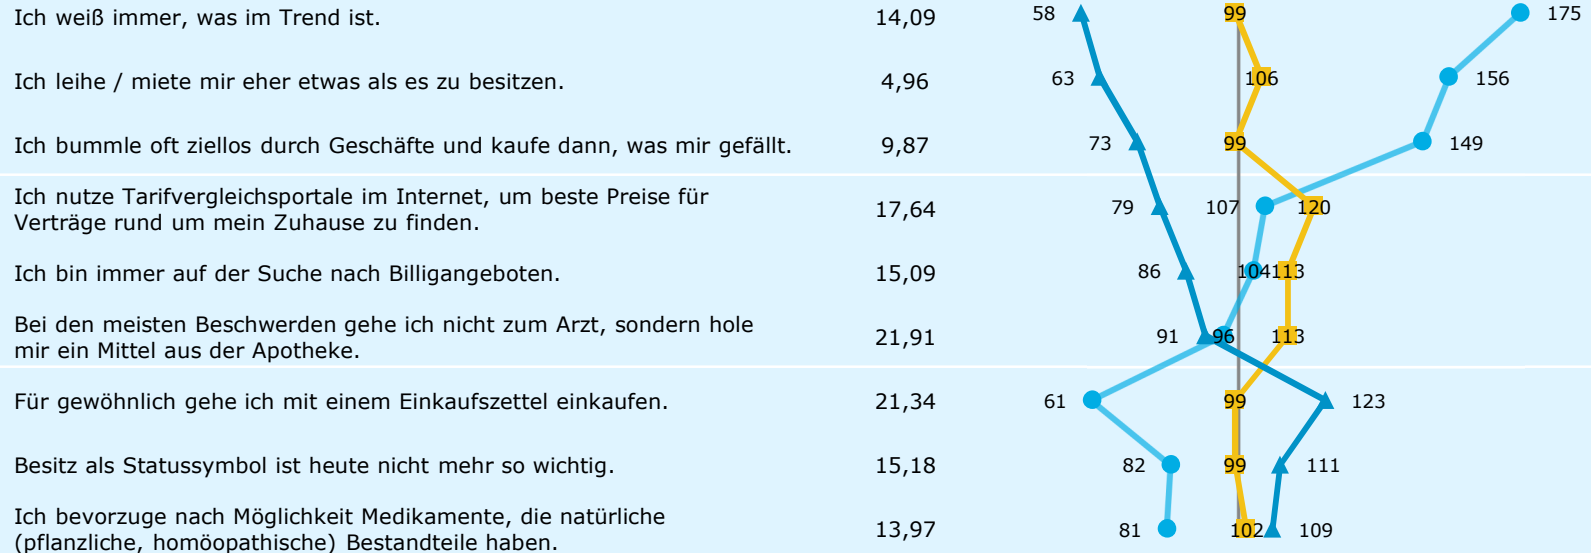 Ich weiß immer, was im Trend ist. 14,09 58 99 175
Ich leihe / miete mir eher etwas als es zu besitzen. 4,96 63 106 156
Ich bummle oft ziellos durch Geschäfte und kaufe dann, was mir gefällt. 9,87 73 99 149
Ich nutze Tarifvergleichsportale im Internet, um beste Preise für
Verträge rund um mein Zuhause zu finden. 17,64 79 107 120
Ich bin immer auf der Suche nach Billigangeboten. 15,09 86 104 113
Bei den meisten Beschwerden gehe ich nicht zum Arzt, sondern hole
mir ein Mittel aus der Apotheke. 21,91 91 96 113
Für gewöhnlich gehe ich mit einem Einkaufszettel einkaufen. 21,34 61 99 123
Besitz als Statussymbol ist heute nicht mehr so wichtig. 15,18 82 99 111
Ich bevorzuge nach Möglichkeit Medikamente, die natürliche
(pflanzliche, homöopathische) Bestandteile haben. 13,97 81 102 109